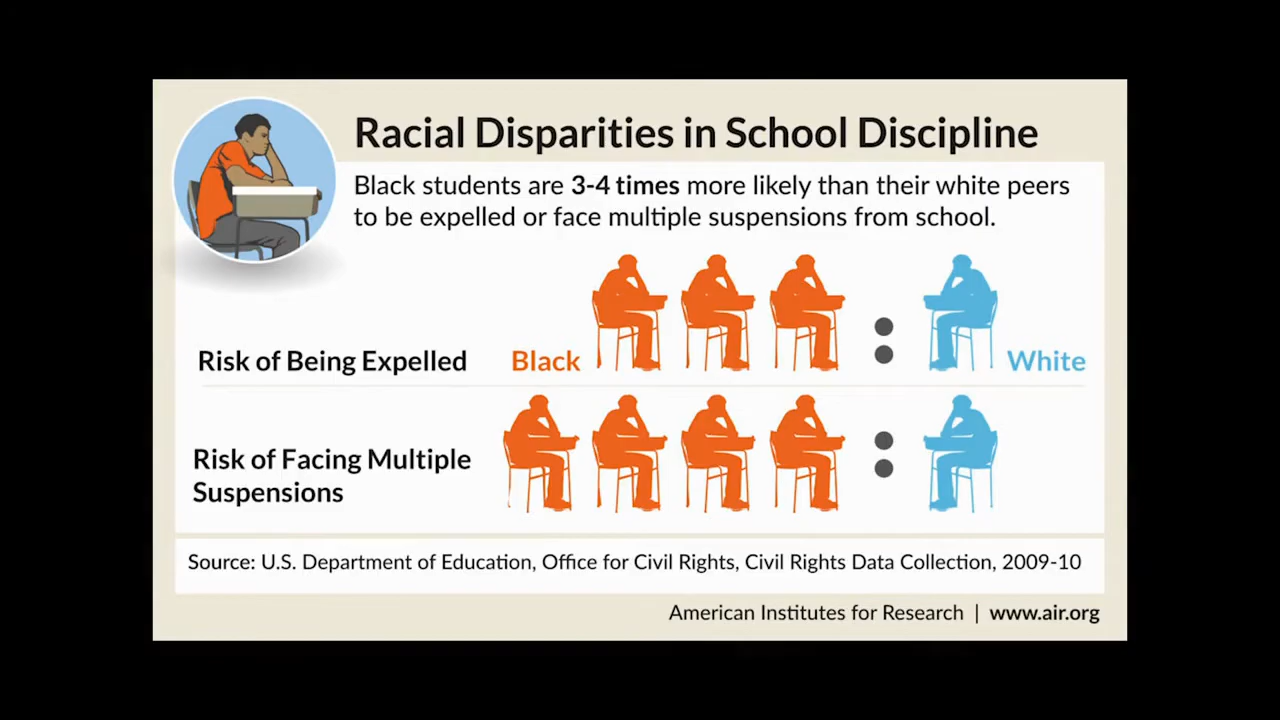 Racial Disparities in School Discipline
Black students are 3-4 times more likely than their white peers
to be expelled or face multiple suspensions from school.
Risk of Being Expelled
Black
White
Risk of Facing Multiple
Suspensions
Source: U.S. Department of Education, Office for Civil Rights, Civil Rights Data Collection, 2009-10
American Institutes for Research | www.air.org